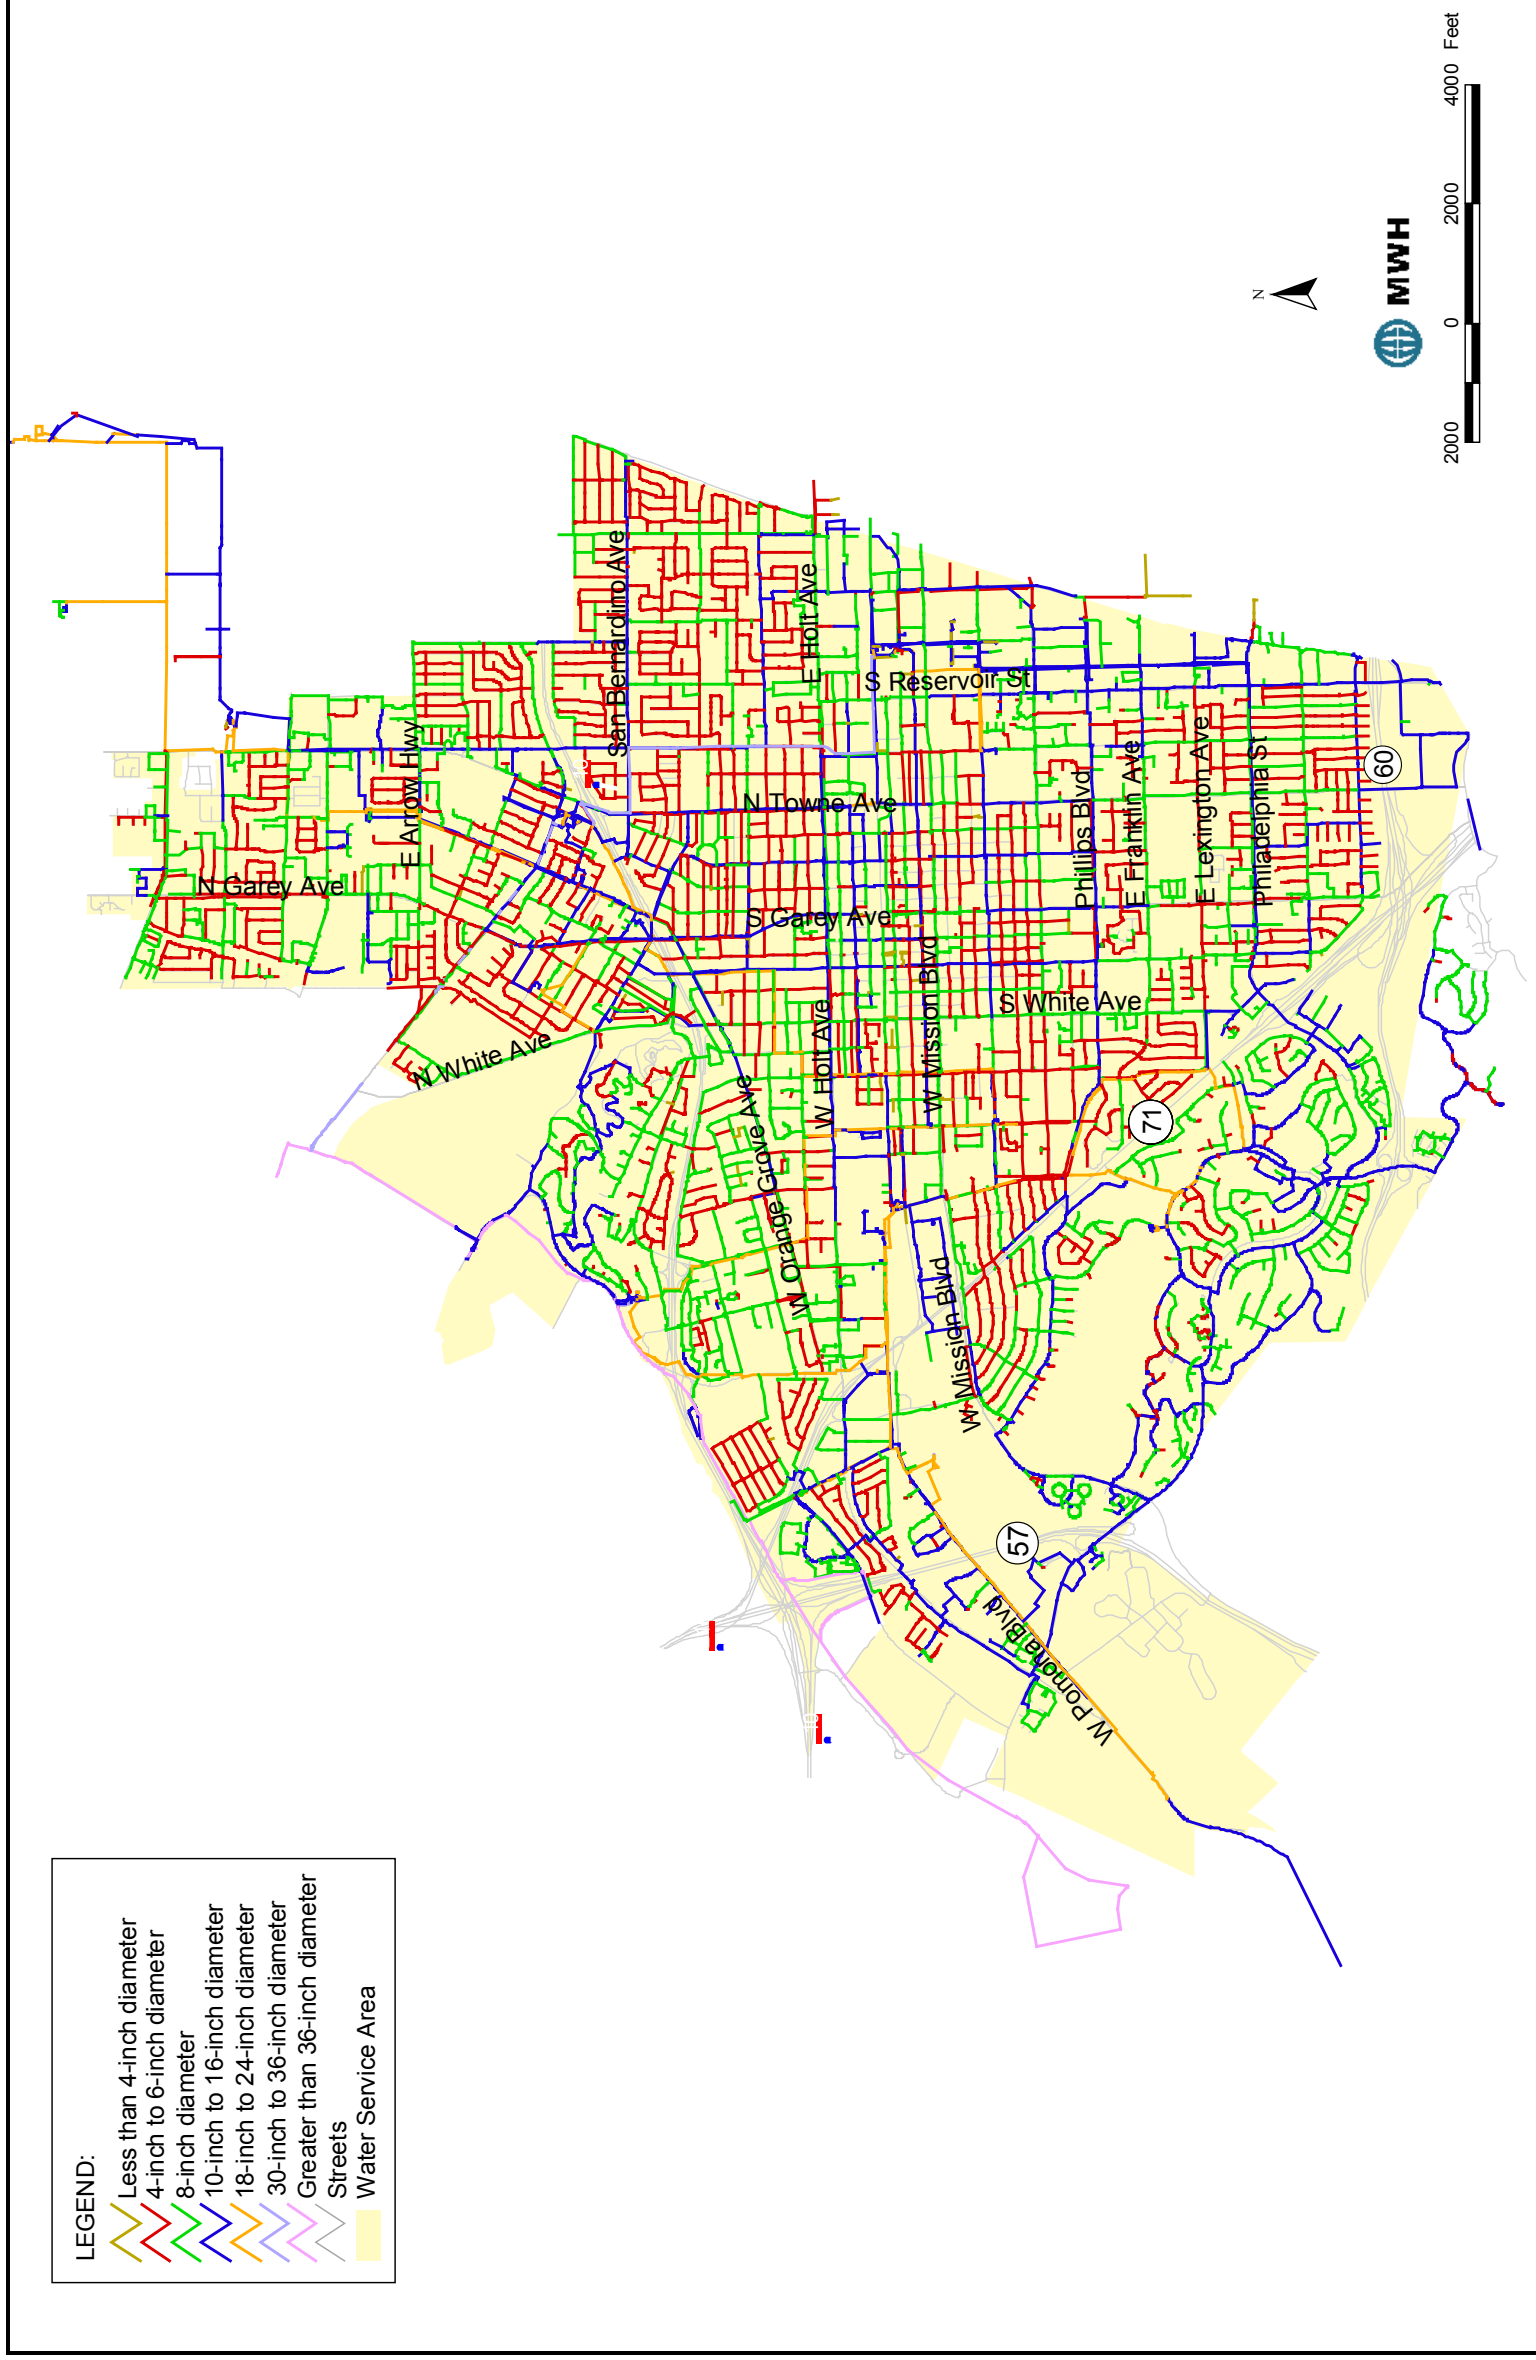 LEGEND:
Less than 4-inch diameter
4-inch to 6-inch diameter
8-inch diameter
10-inch to 16-inch diameter
18-inch to 24-inch diameter
30-inch to 36-inch diameter
Greater than 36-inch diameter
Streets
Water Service Area
N Garey Ave
E Arrow Hwy
N White Ave
San Bernardino Ave
N Towne Ave
S Garey Ave
E Holt Ave
W Holt Ave
W Orange Grove Ave
S Reservoir St
W Mission Blvd
W Mission Blvd
S White Ave
Phillips Blvd
E Franklin Ave
E Lexington Ave
Philadelphia St
W Pomona Blvd
57
71
60
N
MWH
2000 0 2000 4000 Feet